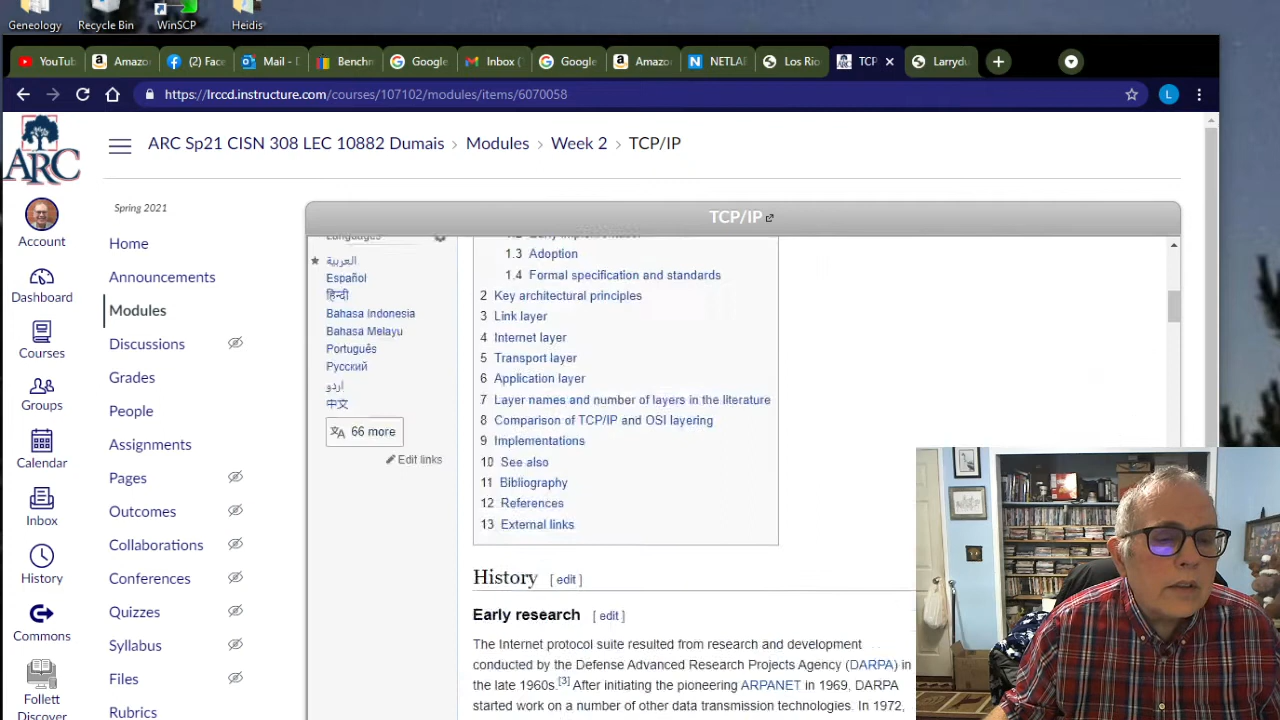 Geneology
Recycle Bin
WinSCP
Heidis
YouTub
Amazo
(2) Face
Mail - D
Benchm
Google
Inbox (
Google
Amazo
NETLA
Los Rio
TCP
Larrydu
https://lrccd.instructure.com/courses/107102/modules/items/6070058
L
ARC
ARC Sp21 CISN 308 LEC 10882 Dumais > Modules > Week 2 > TCP/IP
Spring 2021
Account
Dashboard
Courses
Groups
Calendar
Inbox
History
Commons
Follett
Discover
Home
Announcements
Modules
Discussions
Grades
People
Assignments
Pages
Outcomes
Collaborations
Conferences
Quizzes
Syllabus
Files
Rubrics
TCP/IP
Languages
العربية
Español
हिन्दी
Bahasa Indonesia
Bahasa Melayu
Português
Русский
اردو
中文
66 more
Edit links
1.3 Adoption
1.4 Formal specification and standards
2 Key architectural principles
3 Link layer
4 Internet layer
5 Transport layer
6 Application layer
7 Layer names and number of layers in the literature
8 Comparison of TCP/IP and OSI layering
9 Implementations
10 See also
11 Bibliography
12 References
13 External links
History [ edit ]
Early research [ edit ]
The Internet protocol suite resulted from research and development
conducted by the Defense Advanced Research Projects Agency (DARPA) in
the late 1960s.[3] After initiating the pioneering ARPANET in 1969, DARPA
started work on a number of other data transmission technologies. In 1972,